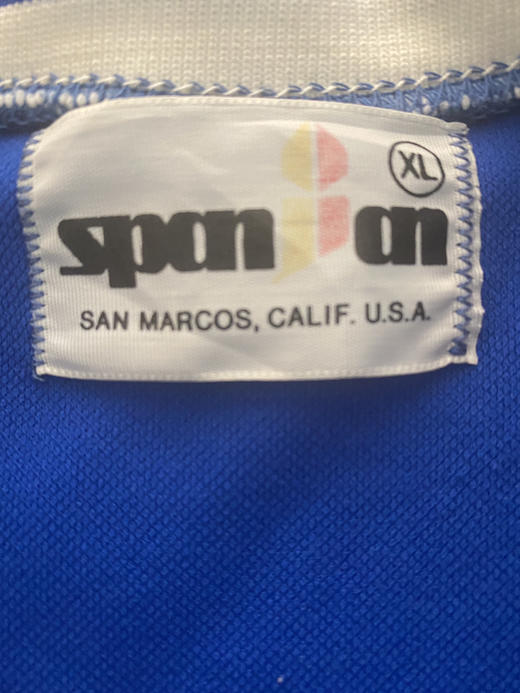 XL
spanjian
SAN MARCOS, CALIF. U.S.A.